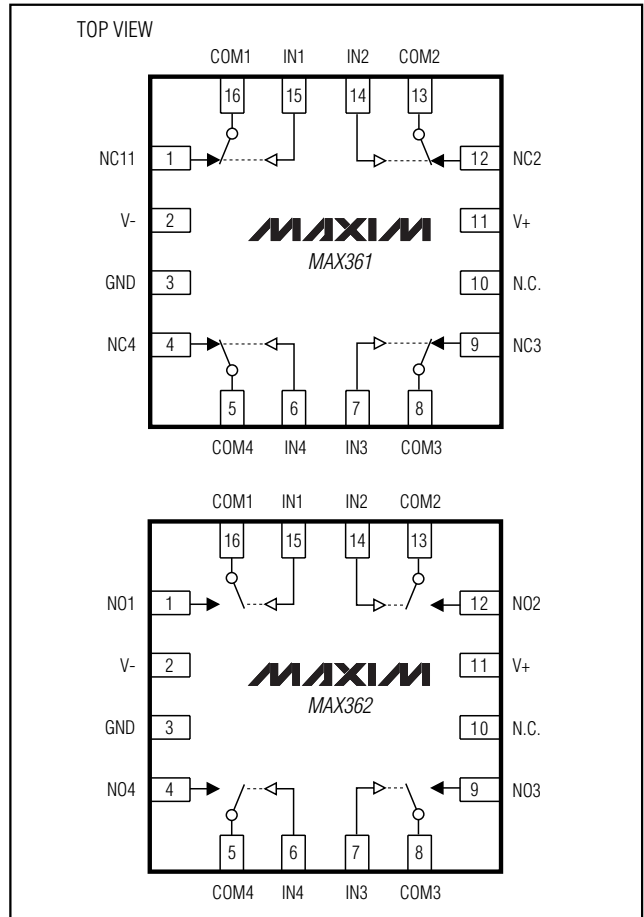 TOP VIEW
COM1 IN1 IN2 COM2
16 15 14 13
NC11 1 12 NC2
V- 2 11 V+
MAXIM
MAX361
GND 3 10 N.C.
NC4 4 9 NC3
5 6 7 8
COM4 IN4 IN3 COM3
COM1 IN1 IN2 COM2
16 15 14 13
NO1 1 12 NO2
V- 2 11 V+
MAXIM
MAX362
GND 3 10 N.C.
NO4 4 9 NO3
5 6 7 8
COM4 IN4 IN3 COM3